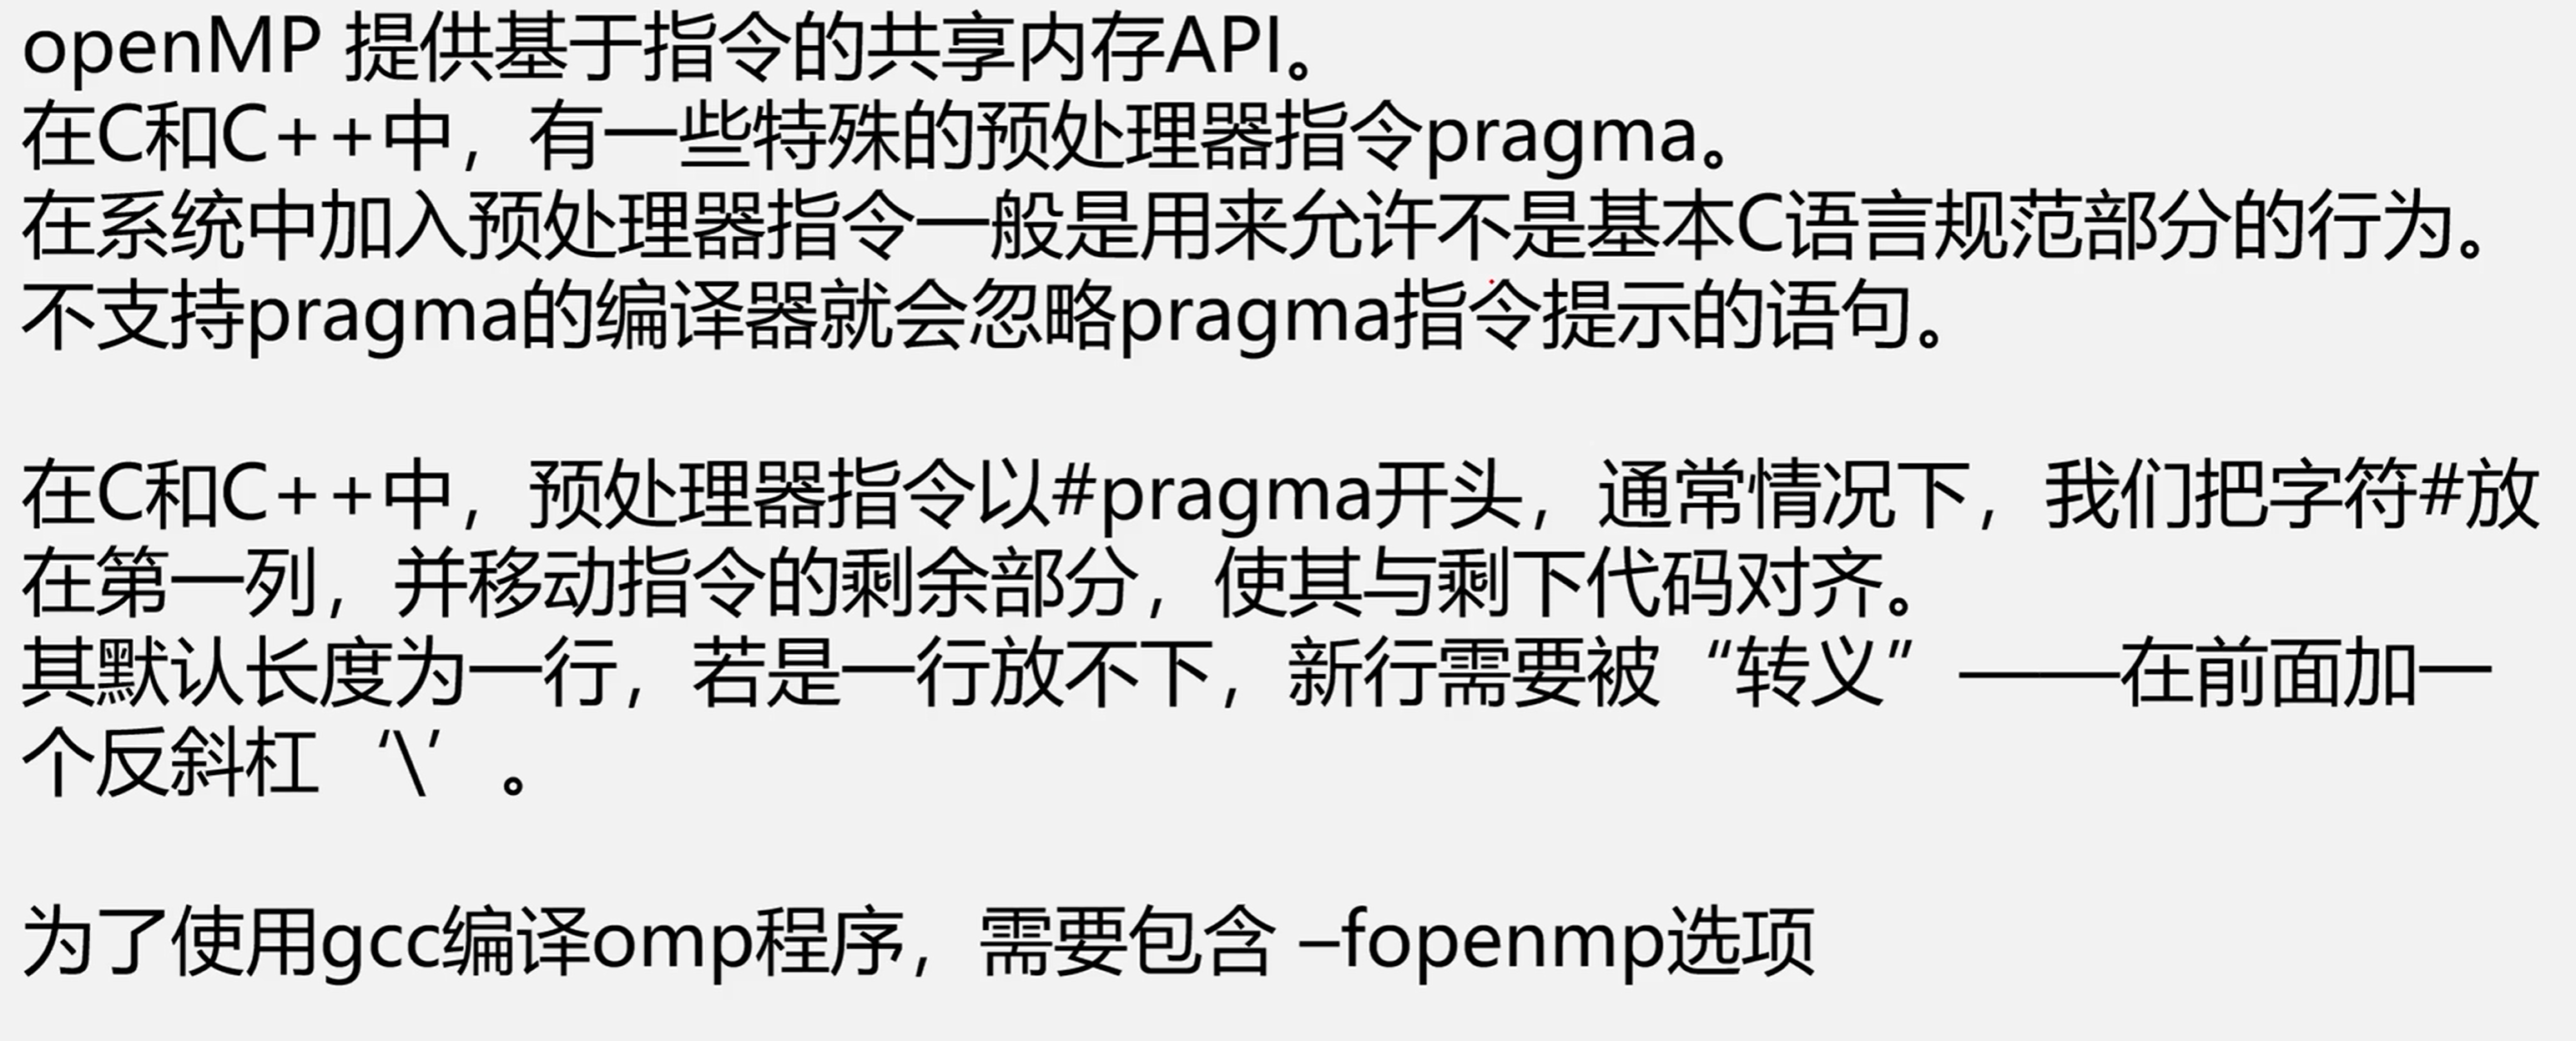 openMP 提供基于指令的共享内存API。
在C和C++中，有一些特殊的预处理器指令pragma。
在系统中加入预处理器指令一般是用来允许不是基本C语言规范部分的行为。
不支持pragma的编译器就会忽略pragma指令提示的语句。
在C和C++中，预处理器指令以#pragma开头，通常情况下，我们把字符#放
在第一列，并移动指令的剩余部分，使其与剩下代码对齐。
其默认长度为一行，若是一行放不下，新行需要被“转义”——在前面加一
个反斜杠‘\’。
为了使用gcc编译omp程序，需要包含 –fopenmp选项